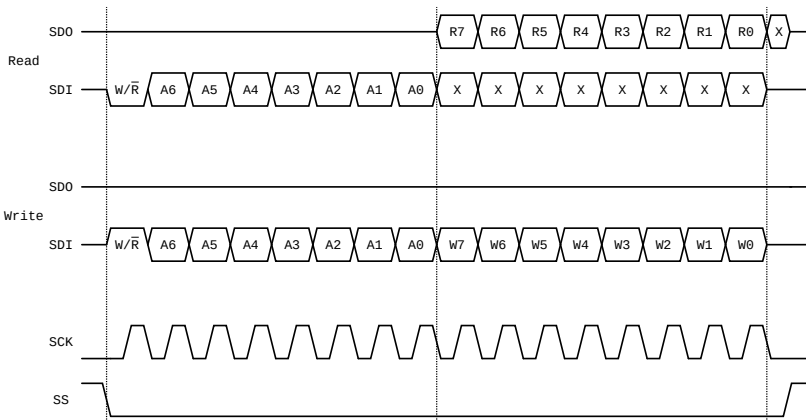 SDO R7 R6 R5 R4 R3 R2 R1 R0 X
Read
SDI W/R̅ A6 A5 A4 A3 A2 A1 A0 X X X X X X X X
SDO
Write
SDI W/R̅ A6 A5 A4 A3 A2 A1 A0 W7 W6 W5 W4 W3 W2 W1 W0
SCK
SS